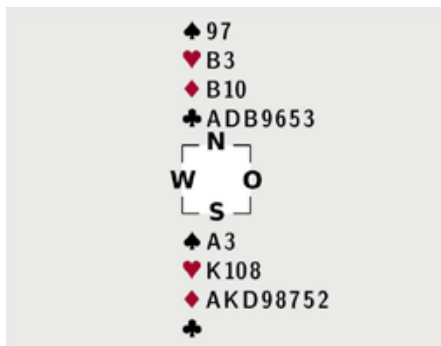 ♠ 97
♥ B3
♦ B10
♣ ADB9653
N
W O
S
♠ A3
♥ K108
♦ AKD98752
♣